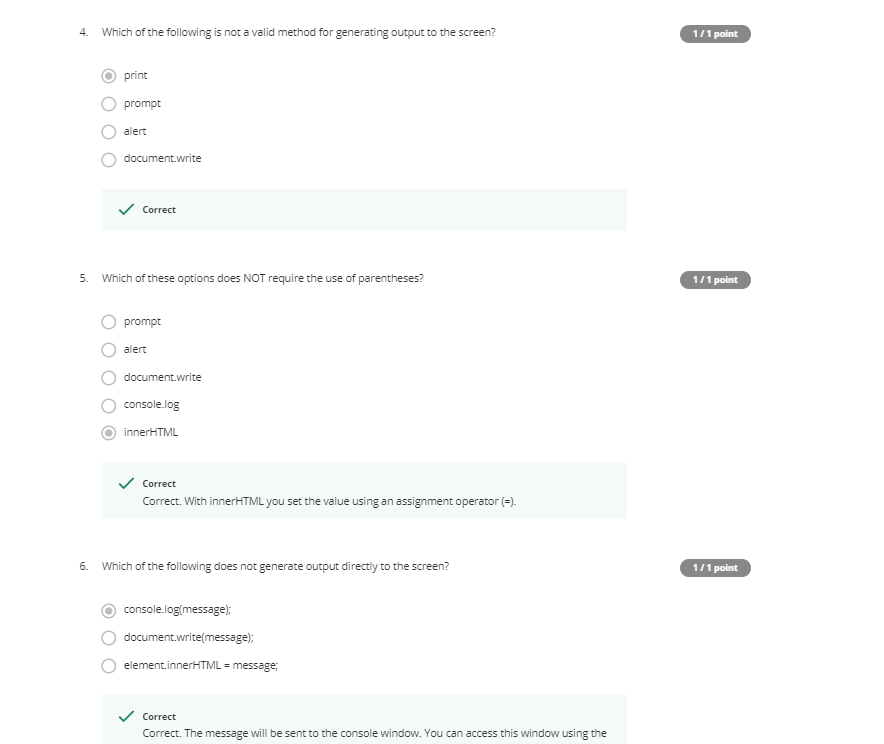 4. Which of the following is not a valid method for generating output to the screen? 1 / 1 point
print
prompt
alert
document.write
Correct
5. Which of these options does NOT require the use of parentheses? 1 / 1 point
prompt
alert
document.write
console.log
innerHTML
Correct
Correct. With innerHTML you set the value using an assignment operator (=).
6. Which of the following does not generate output directly to the screen? 1 / 1 point
console.log(message);
document.write(message);
element.innerHTML = message;
Correct
Correct. The message will be sent to the console window. You can access this window using the